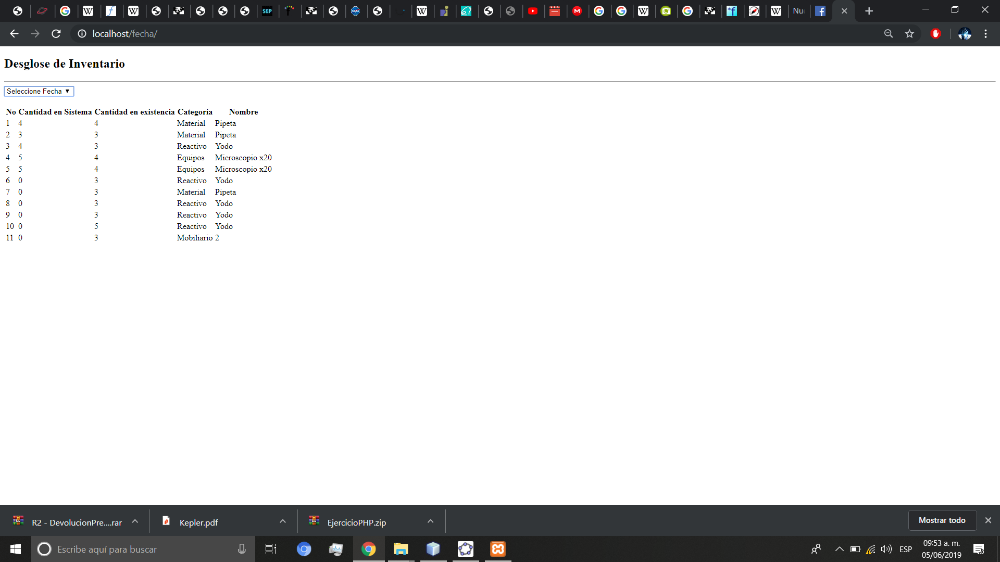 Nu
localhost/fecha/
Desglose de Inventario
Seleccione Fecha ▼
No Cantidad en Sistema Cantidad en existencia Categoria Nombre
1 4 4 Material Pipeta
2 3 3 Material Pipeta
3 4 3 Reactivo Yodo
4 5 4 Equipos Microscopio x20
5 5 4 Equipos Microscopio x20
6 0 3 Reactivo Yodo
7 0 3 Material Pipeta
8 0 3 Reactivo Yodo
9 0 3 Reactivo Yodo
10 0 5 Reactivo Yodo
11 0 3 Mobiliario 2
R2 - DevolucionPre....rar
Kepler.pdf
EjercicioPHP.zip
Mostrar todo
Escribe aquí para buscar
ESP
09:53 a. m.
05/06/2019